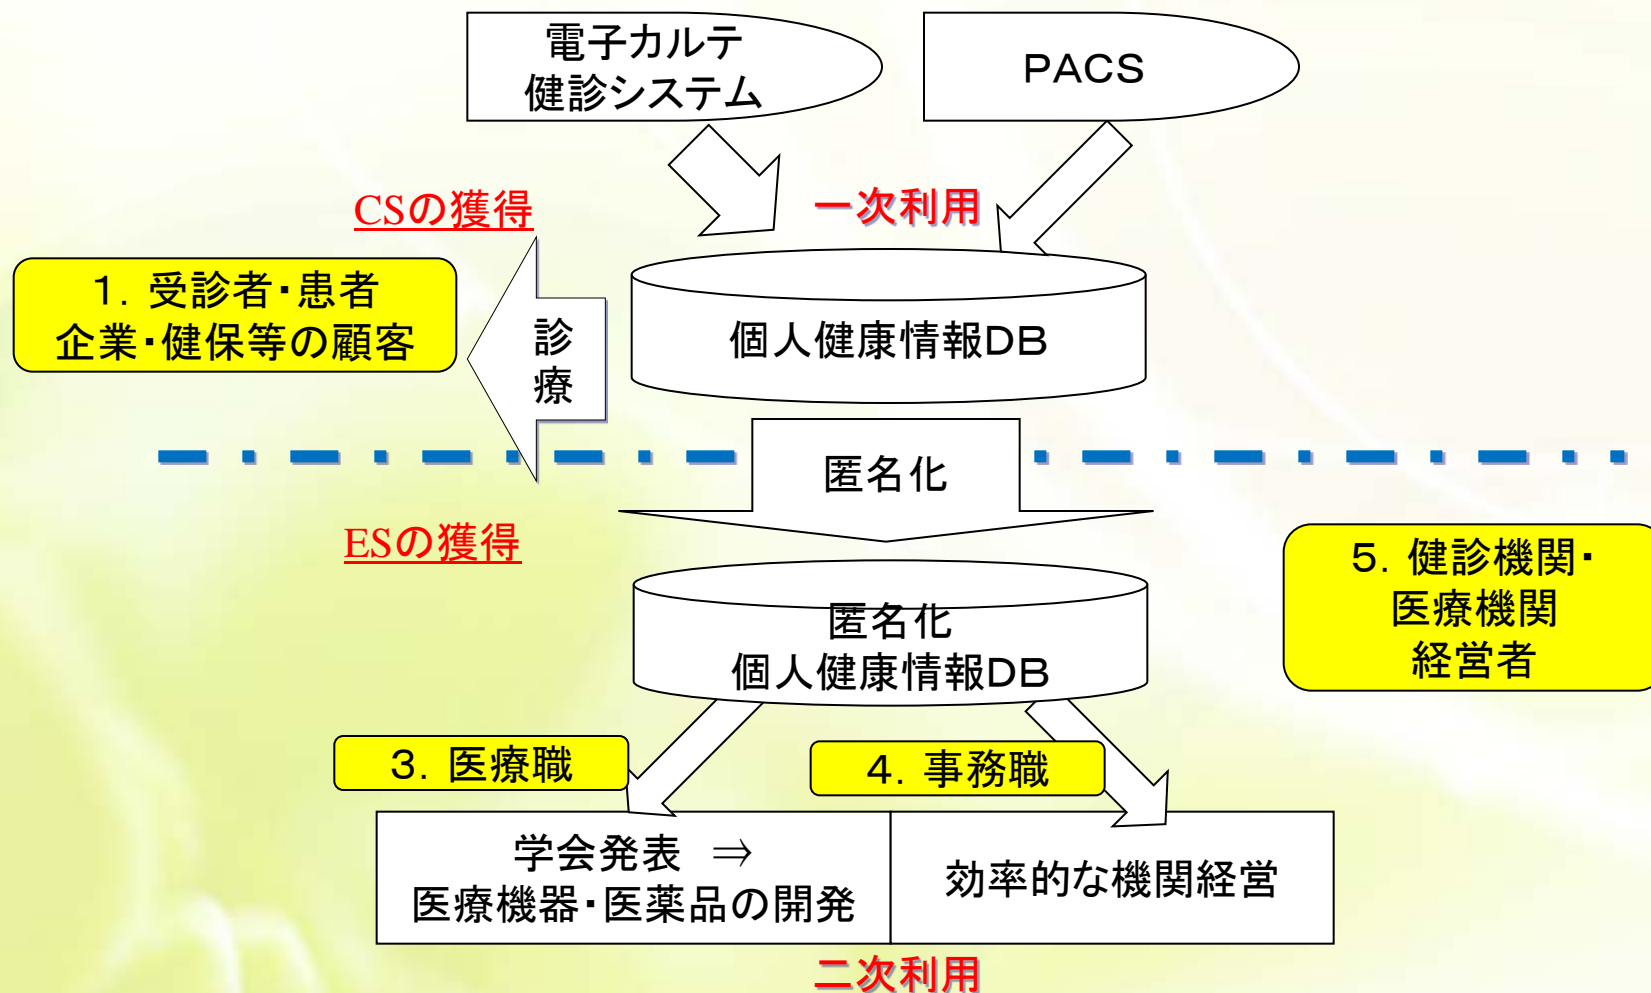 電子カルテ
健診システム
PACS
CSの獲得
一次利用
1. 受診者・患者
企業・健保等の顧客
診
療
個人健康情報DB
匿名化
ESの獲得
匿名化
個人健康情報DB
5. 健診機関・
医療機関
経営者
3. 医療職
4. 事務職
学会発表 ⇒
医療機器・医薬品の開発
効率的な機関経営
二次利用